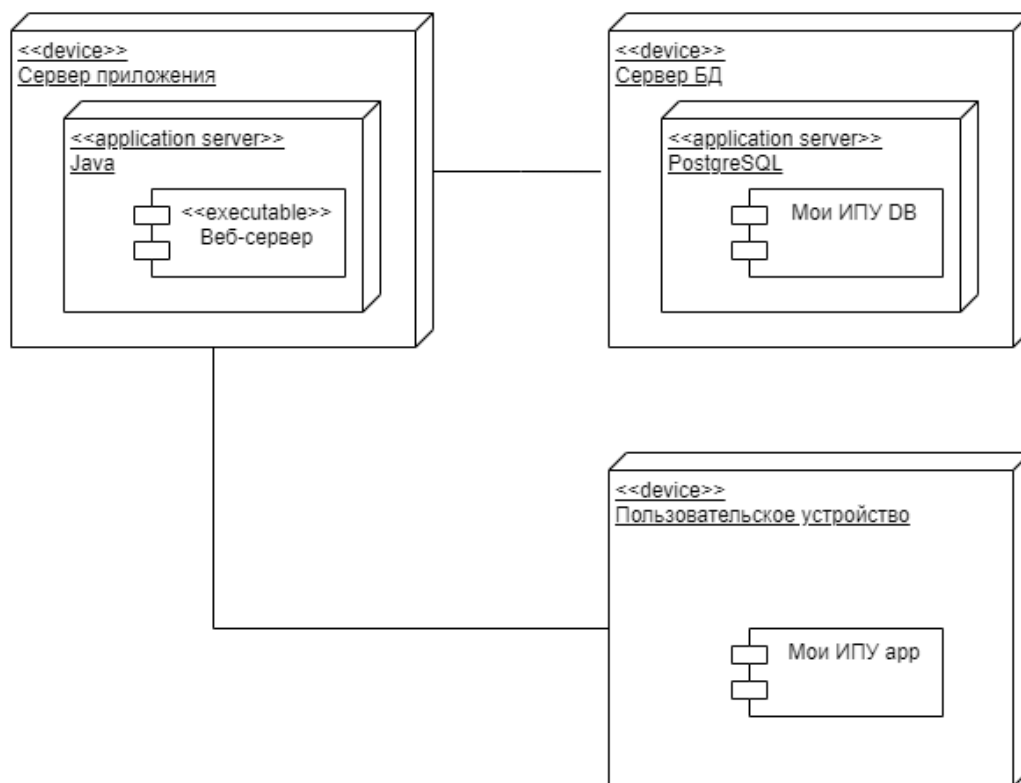 <<device>>
Сервер приложения
<<application server>>
Java
<<executable>>
Веб-сервер
<<device>>
Сервер БД
<<application server>>
PostgreSQL
Мои ИПУ DB
<<device>>
Пользовательское устройство
Мои ИПУ app